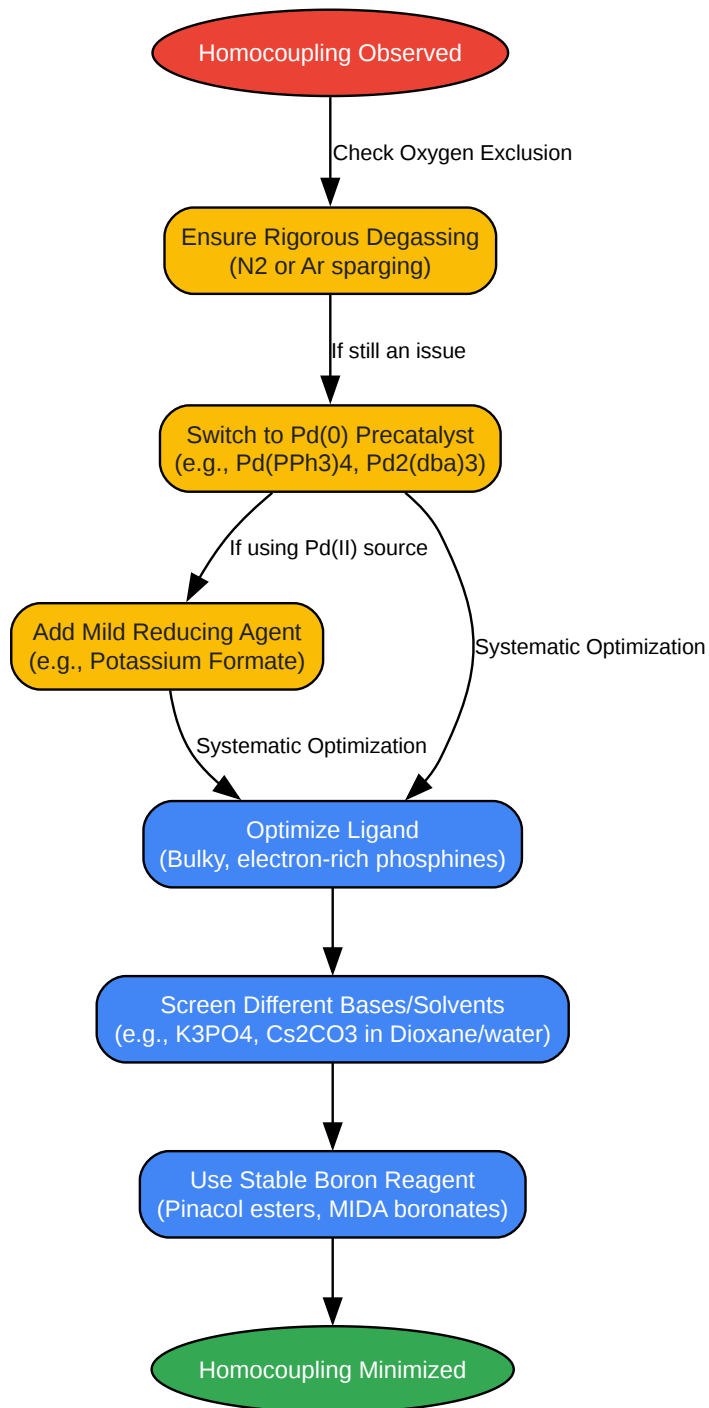 Homocoupling Observed
Check Oxygen Exclusion
Ensure Rigorous Degassing
(N2 or Ar sparging)
If still an issue
Switch to Pd(0) Precatalyst
(e.g., Pd(PPh3)4, Pd2(dba)3)
If using Pd(II) source
Add Mild Reducing Agent
(e.g., Potassium Formate)
Systematic Optimization
Systematic Optimization
Optimize Ligand
(Bulky, electron-rich phosphines)
Screen Different Bases/Solvents
(e.g., K3PO4, Cs2CO3 in Dioxane/water)
Use Stable Boron Reagent
(Pinacol esters, MIDA boronates)
Homocoupling Minimized